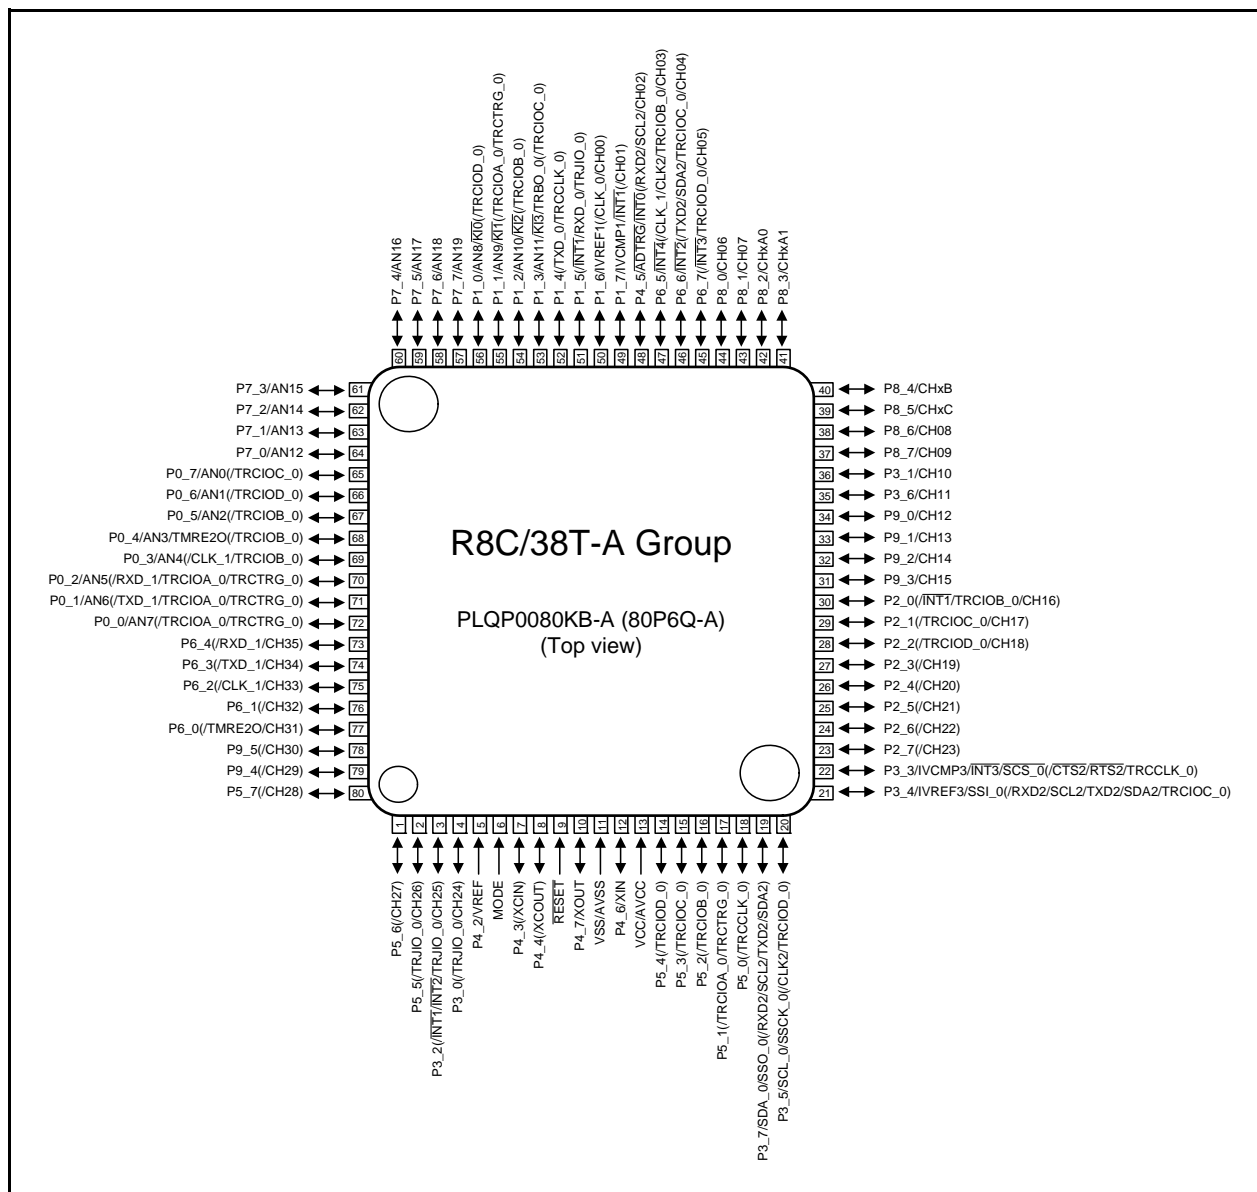 P7_4/AN16
P7_5/AN17
P7_6/AN18
P7_7/AN19
P1_0/AN8/KI0(/TRCIOD_0)
P1_1/AN9/KI1(/TRCIOA_0/TRCTRG_0)
P1_2/AN10/KI2(/TRCIOB_0)
P1_3/AN11/KI3/TRBO_0(/TRCIOC_0)
P1_4(/TXD_0/TRCCLK_0)
P1_5(/INT1/RXD_0/TRJIO_0)
P1_6/IVREF1(/CLK_0/CH00)
P1_7/IVCMP1/INT1(/CH01)
P4_5/ADTRG/INT0(/RXD2/SCL2/CH02)
P6_5/INT4(/CLK_1/CLK2/TRCIOB_0/CH03)
P6_6/INT2(/TXD2/SDA2/TRCIOC_0/CH04)
P6_7(/INT3/TRCIOD_0/CH05)
P8_0/CH06
P8_1/CH07
P8_2/CHxA0
P8_3/CHxA1
60 59 58 57 56 55 54 53 52 51 50 49 48 47 46 45 44 43 42 41
P7_3/AN15 61
P7_2/AN14 62
P7_1/AN13 63
P7_0/AN12 64
P0_7/AN0(/TRCIOC_0) 65
P0_6/AN1(/TRCIOD_0) 66
P0_5/AN2(/TRCIOB_0) 67
P0_4/AN3/TMRE2O(/TRCIOB_0) 68
P0_3/AN4(/CLK_1/TRCIOB_0) 69
P0_2/AN5(/RXD_1/TRCIOA_0/TRCTRG_0) 70
P0_1/AN6(/TXD_1/TRCIOA_0/TRCTRG_0) 71
P0_0/AN7(/TRCIOA_0/TRCTRG_0) 72
P6_4(/RXD_1/CH35) 73
P6_3(/TXD_1/CH34) 74
P6_2(/CLK_1/CH33) 75
P6_1(/CH32) 76
P6_0(/TMRE2O/CH31) 77
P9_5(/CH30) 78
P9_4(/CH29) 79
P5_7(/CH28) 80
R8C/38T-A Group
PLQP0080KB-A (80P6Q-A)
(Top view)
40 P8_4/CHxB
39 P8_5/CHxC
38 P8_6/CH08
37 P8_7/CH09
36 P3_1/CH10
35 P3_6/CH11
34 P9_0/CH12
33 P9_1/CH13
32 P9_2/CH14
31 P9_3/CH15
30 P2_0(/INT1/TRCIOB_0/CH16)
29 P2_1(/TRCIOC_0/CH17)
28 P2_2(/TRCIOD_0/CH18)
27 P2_3(/CH19)
26 P2_4(/CH20)
25 P2_5(/CH21)
24 P2_6(/CH22)
23 P2_7(/CH23)
22 P3_3/IVCMP3/INT3/SCS_0(/CTS2/RTS2/TRCCLK_0)
21 P3_4/IVREF3/SSI_0(/RXD2/SCL2/TXD2/SDA2/TRCIOC_0)
1 2 3 4 5 6 7 8 9 10 11 12 13 14 15 16 17 18 19 20
P5_6(/CH27)
P5_5(/TRJIO_0/CH26)
P3_2(/INT1/INT2/TRJIO_0/CH25)
P3_0(/TRJIO_0/CH24)
P4_2/VREF
MODE
P4_3(/XCIN)
P4_4(/XCOUT)
RESET
P4_7/XOUT
VSS/AVSS
P4_6/XIN
VCC/AVCC
P5_4(/TRCIOD_0)
P5_3(/TRCIOC_0)
P5_2(/TRCIOB_0)
P5_1(/TRCIOA_0/TRCTRG_0)
P5_0(/TRCCLK_0)
P3_7/SDA_0/SSO_0(/RXD2/SCL2/TXD2/SDA2)
P3_5/SCL_0/SSCK_0(/CLK2/TRCIOD_0)